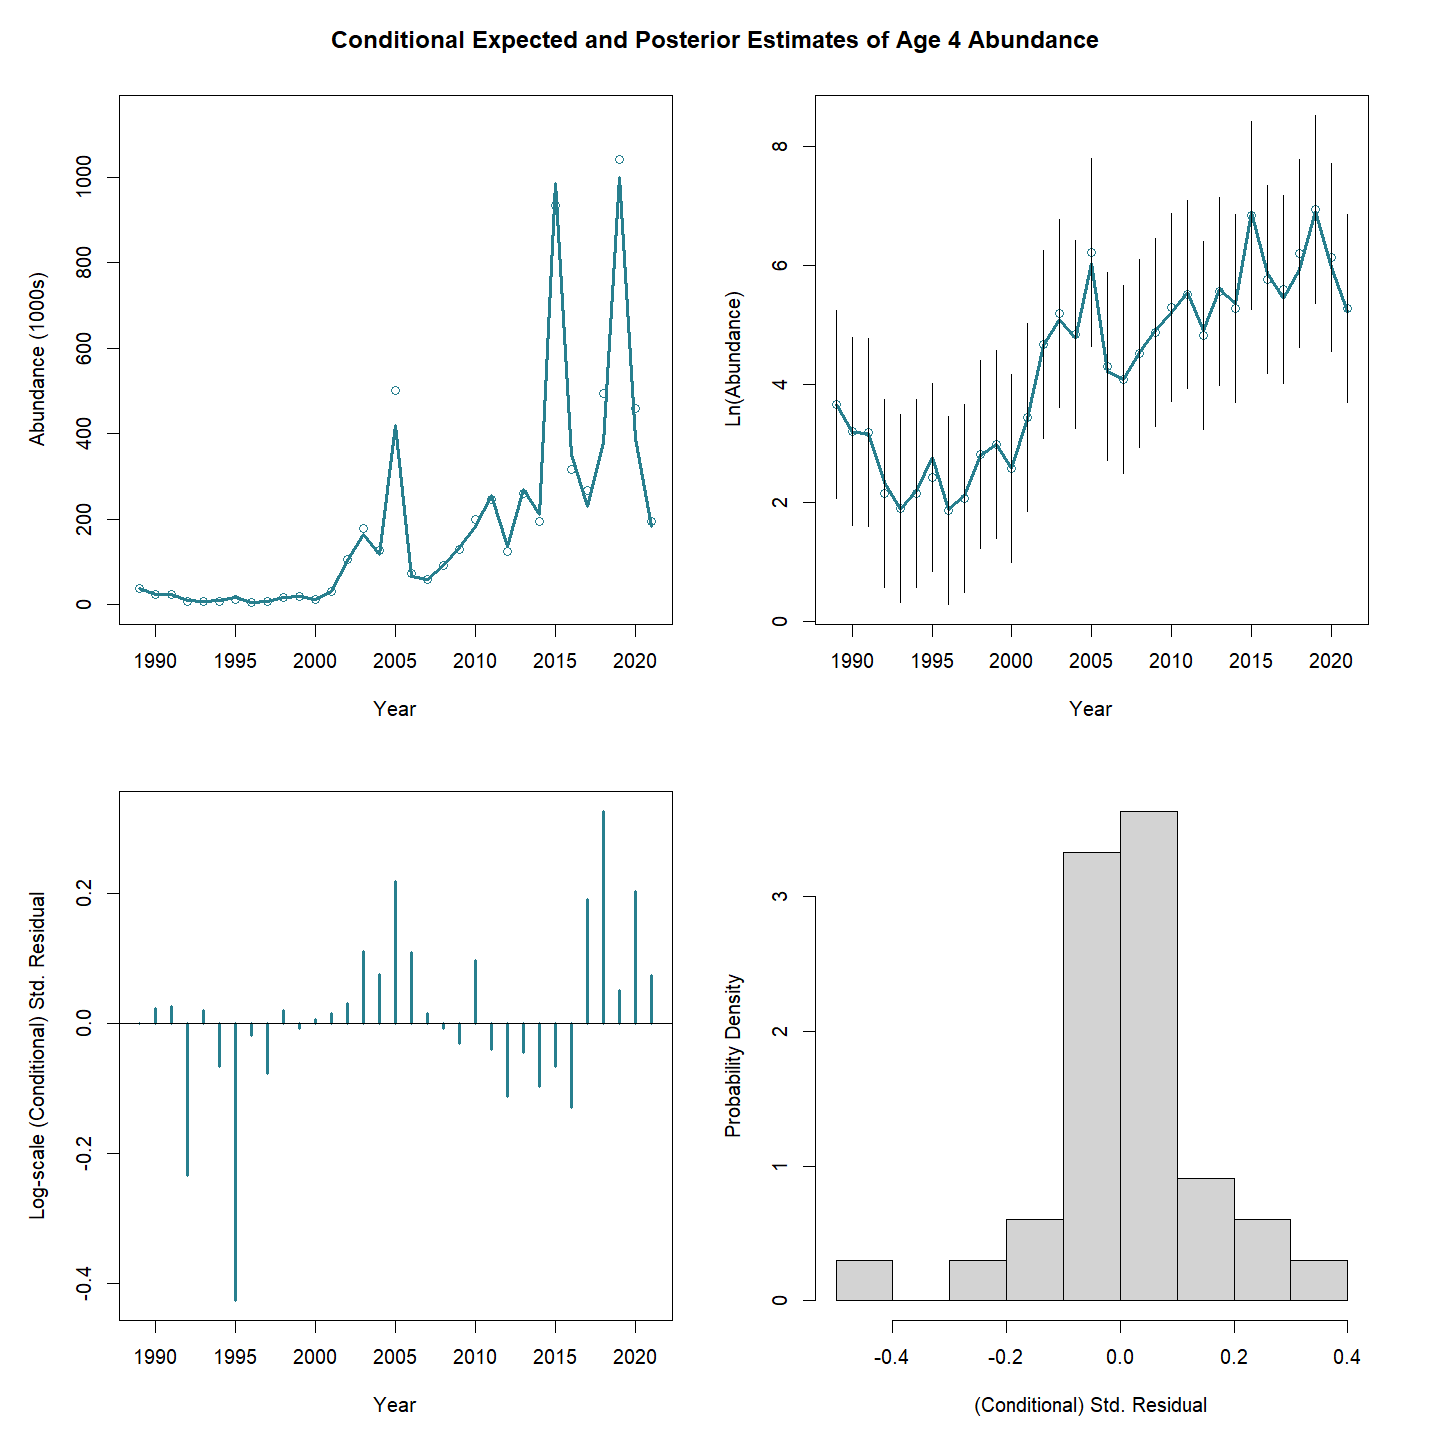 Conditional Expected and Posterior Estimates of Age 4 Abundance
Abundance (1000s)
1000
800
600
400
200
0
1990 1995 2000 2005 2010 2015 2020
Year
Ln(Abundance)
8
6
4
2
0
1990 1995 2000 2005 2010 2015 2020
Year
Log-scale (Conditional) Std. Residual
0.2
0.0
-0.2
-0.4
1990 1995 2000 2005 2010 2015 2020
Year
Probability Density
3
2
1
0
-0.4 -0.2 0.0 0.2 0.4
(Conditional) Std. Residual